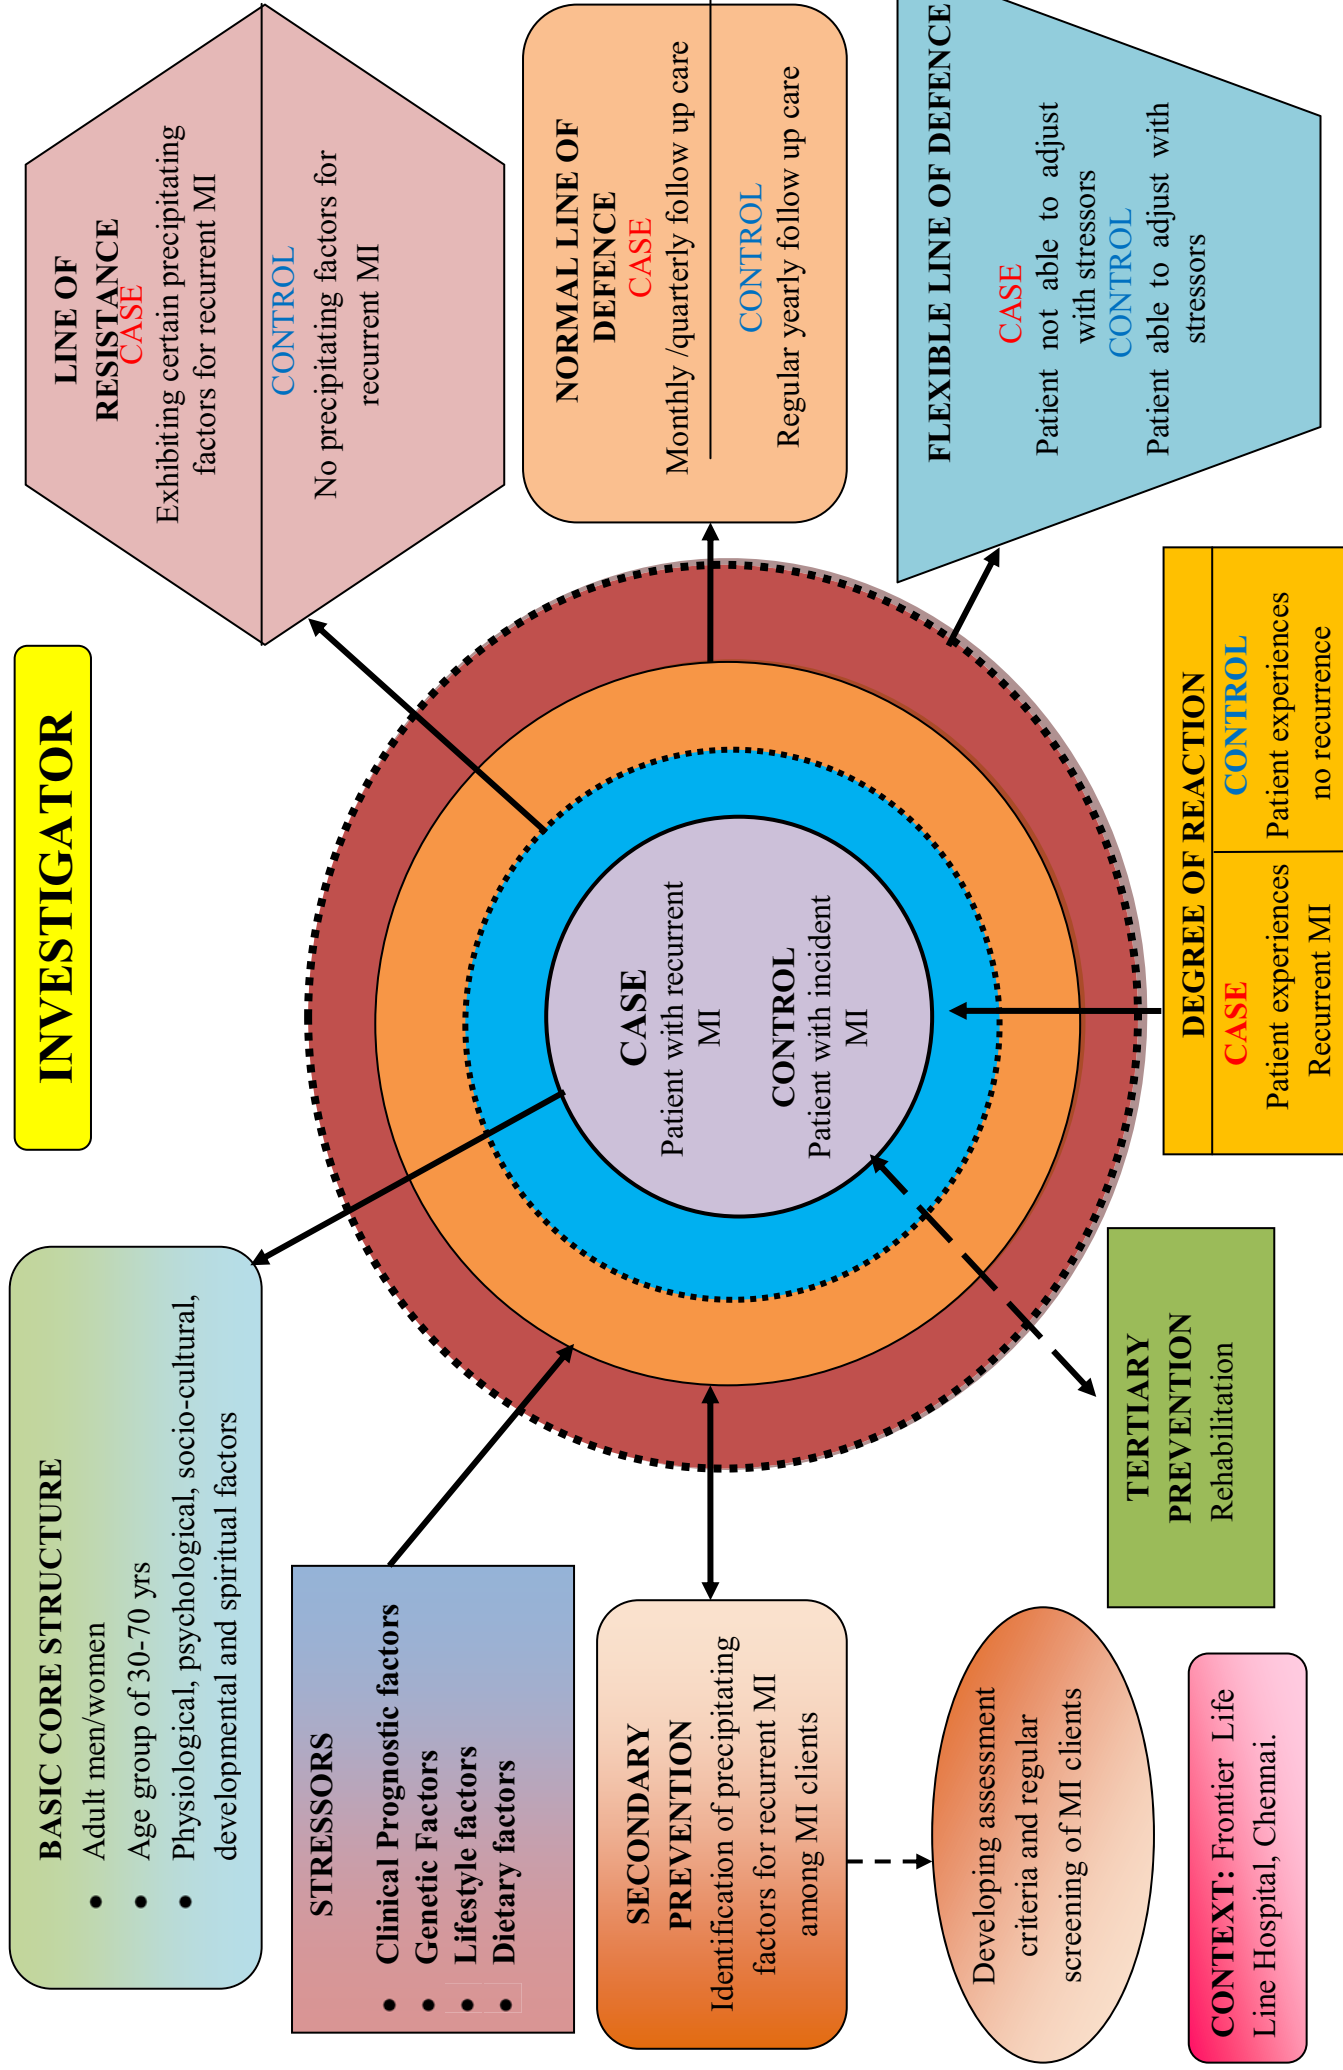 INVESTIGATOR
BASIC CORE STRUCTURE
• Adult men/women
• Age group of 30-70 yrs
• Physiological, psychological, socio-cultural,
developmental and spiritual factors
STRESSORS
• Clinical Prognostic factors
• Genetic Factors
• Lifestyle factors
• Dietary factors
SECONDARY
PREVENTION
Identification of precipitating
factors for recurrent MI
among MI clients
Developing assessment
criteria and regular
screening of MI clients
CONTEXT: Frontier Life
Line Hospital, Chennai.
TERTIARY
PREVENTION
Rehabilitation
CASE
Patient with recurrent
MI
CONTROL
Patient with incident
MI
DEGREE OF REACTION
CASE
Patient experiences
Recurrent MI
CONTROL
Patient experiences
no recurrence
LINE OF
RESISTANCE
CASE
Exhibiting certain precipitating
factors for recurrent MI
CONTROL
No precipitating factors for
recurrent MI
NORMAL LINE OF
DEFENCE
CASE
Monthly /quarterly follow up care
CONTROL
Regular yearly follow up care
FLEXIBLE LINE OF DEFENCE
CASE
Patient not able to adjust
with stressors
CONTROL
Patient able to adjust with
stressors